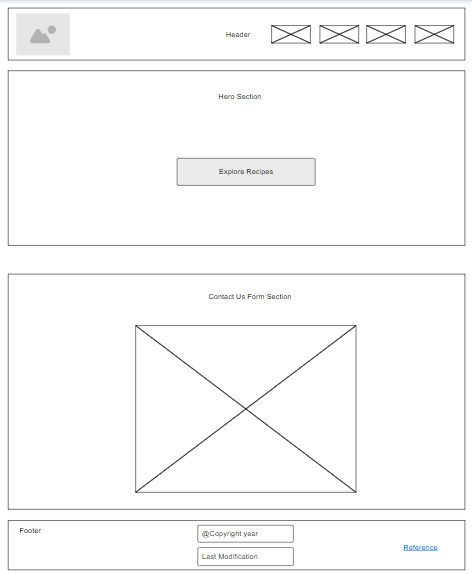 Header
Hero Section
Explore Recipes
Contact Us Form Section
Footer
@Copyright year
Last Modification
Reference